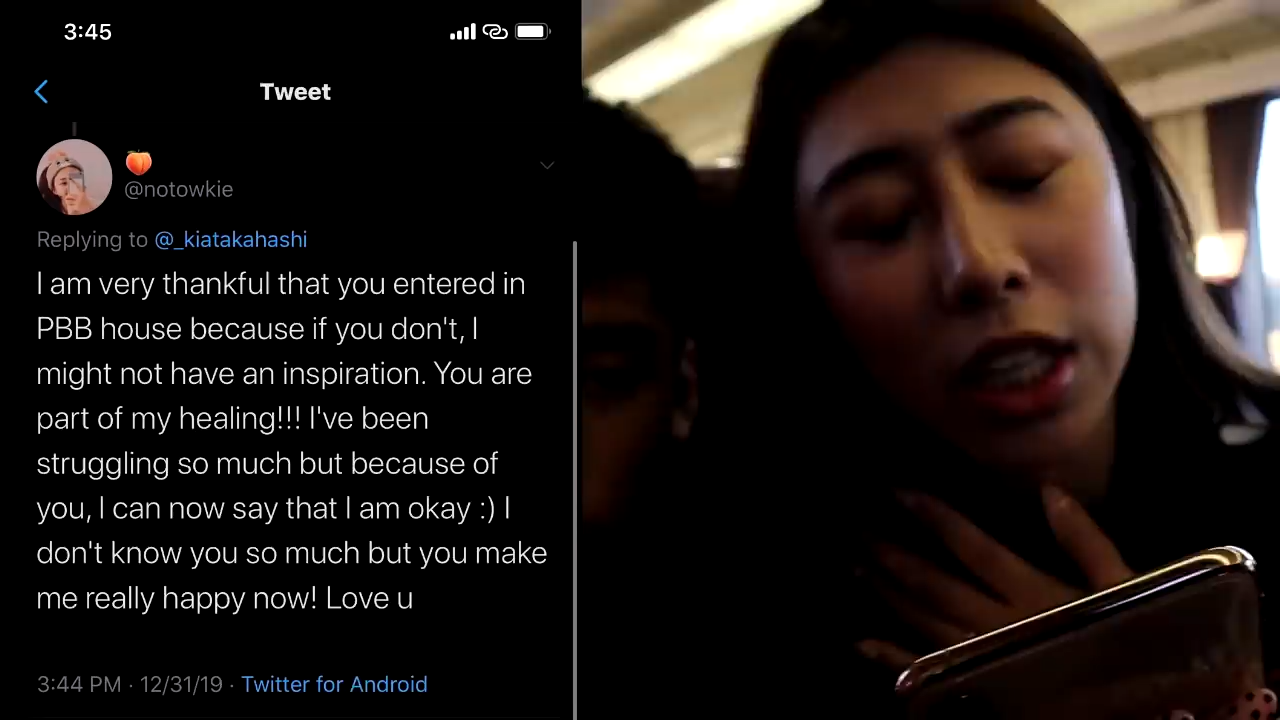 3:45
Tweet
🍑
@notowkie
Replying to @_kiatakahashi
I am very thankful that you entered in
PBB house because if you don't, I
might not have an inspiration. You are
part of my healing!!! I've been
struggling so much but because of
you, I can now say that I am okay :) I
don't know you so much but you make
me really happy now! Love u
3:44 PM · 12/31/19 · Twitter for Android